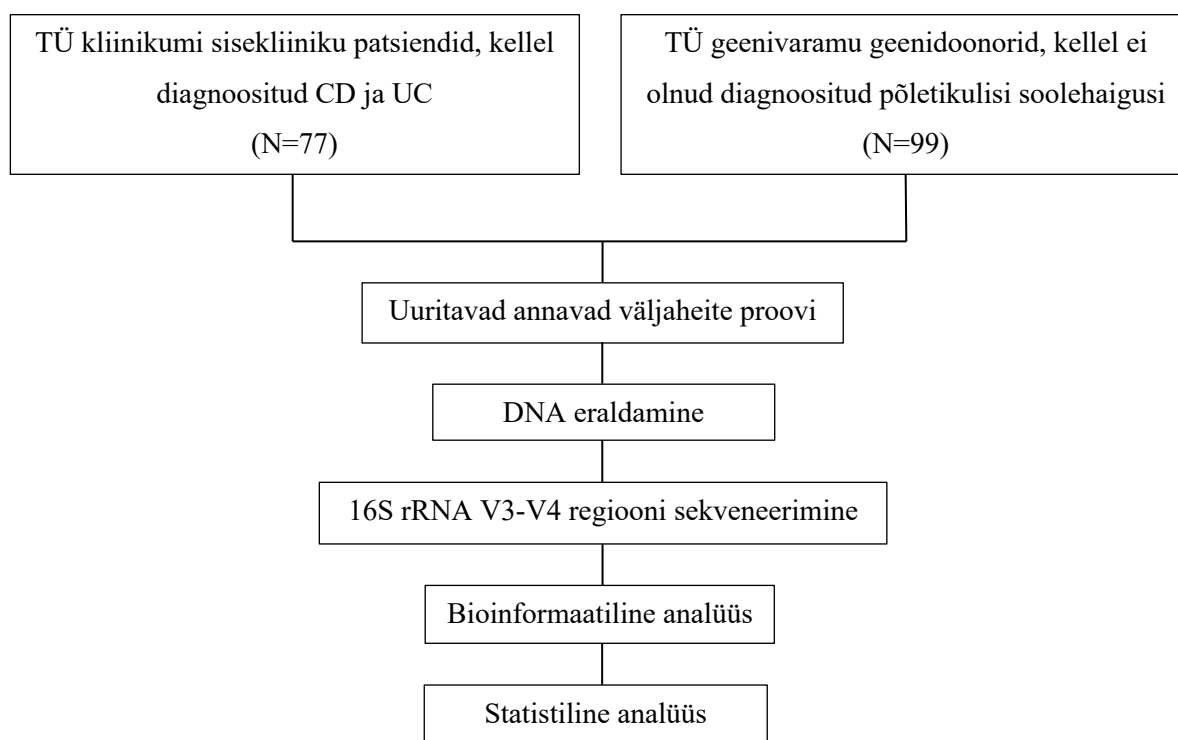 TÜ kliinikumi sisekliiniku patsiendid, kellel
diagnoositud CD ja UC
(N=77)
TÜ geenivaramu geenidoonorid, kellel ei
olnud diagnoositud põletikulisi soolehaigusi
(N=99)
Uuritavad annavad väljaheite proovi
DNA eraldamine
16S rRNA V3-V4 regiooni sekveneerimine
Bioinformaatiline analüüs
Statistiline analüüs